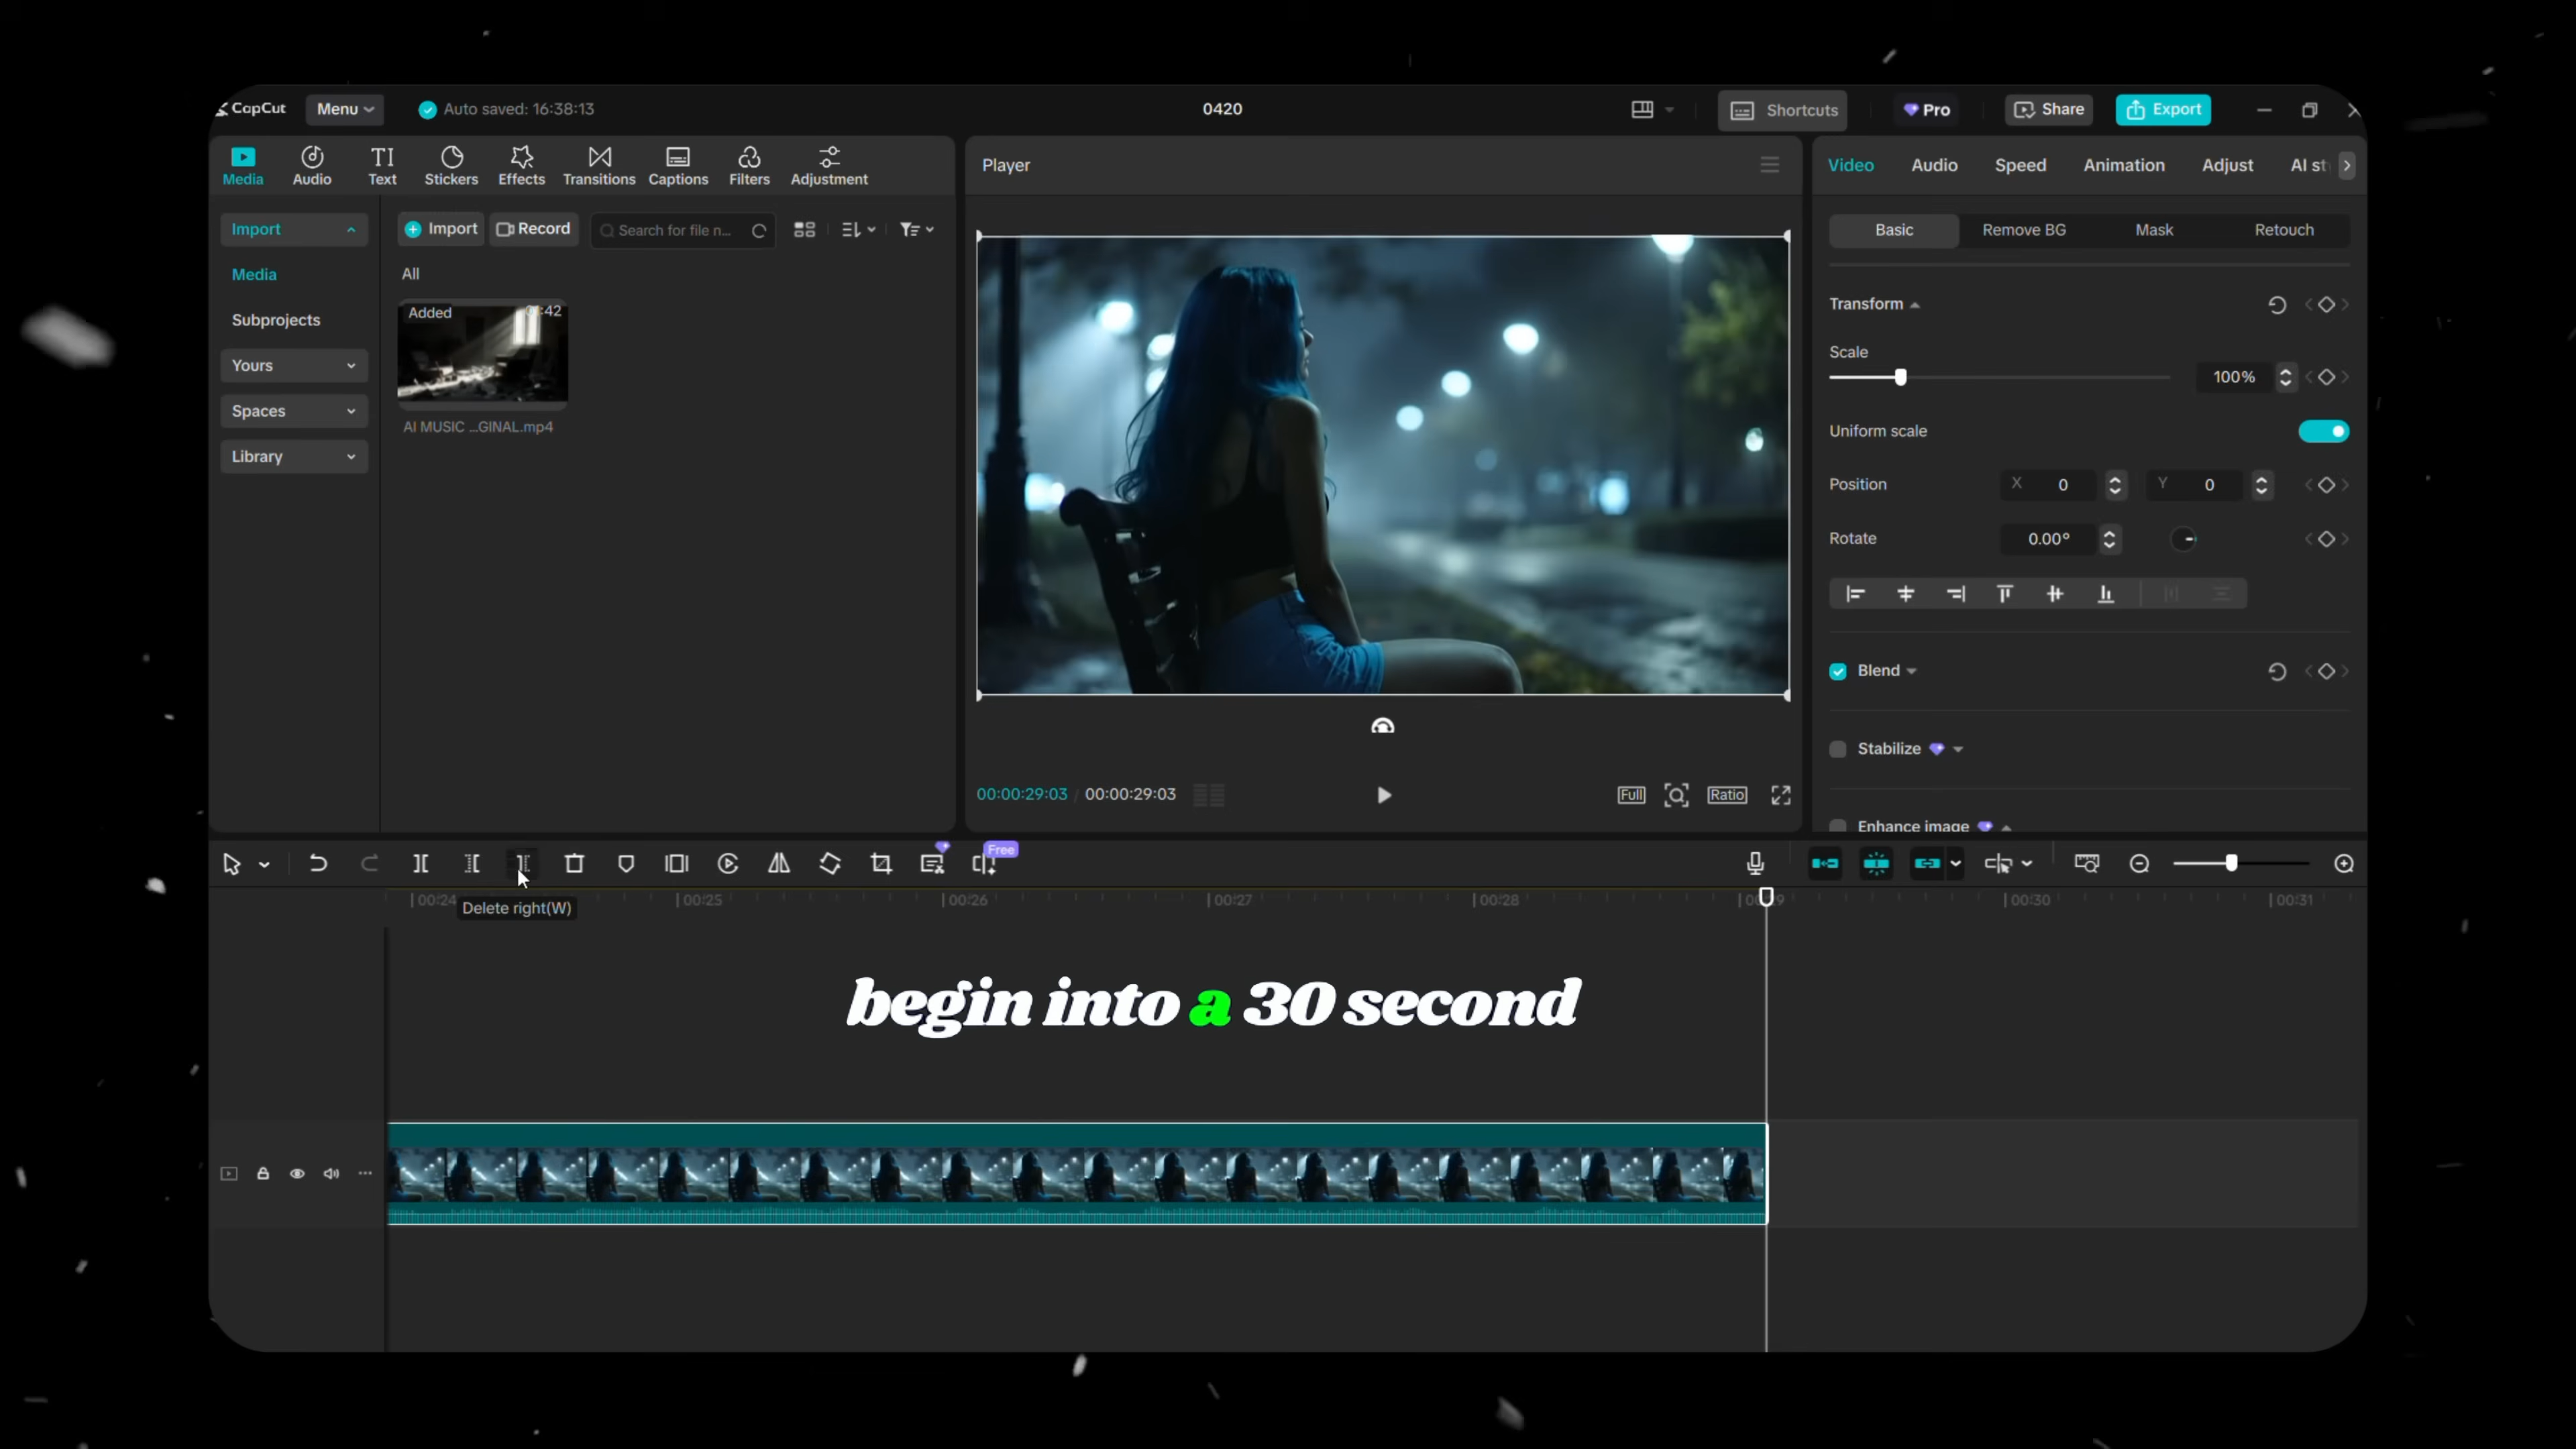 CapCut
Menu
Auto saved: 16:38:13
0420
Shortcuts
Pro
Share
Export
Media
Audio
TI
Text
Stickers
Effects
Transitions
Captions
Filters
Adjustment
Player
Video
Audio
Speed
Animation
Adjust
AI st
Import
Media
Subprojects
Yours
Spaces
Library
Import
Record
Search for file n...
All
Added
:42
AI MUSIC ...GINAL.mp4
Basic
Remove BG
Mask
Retouch
Transform
Scale
100%
Uniform scale
Position
X 0
Y 0
Rotate
0.00°
Blend
Stabilize
Enhance image
00:00:29:03 / 00:00:29:03
Full
Ratio
Free
Delete right(W)
00:24
00:25
00:26
00:27
00:28
00:30
00:31
begin into a 30 second